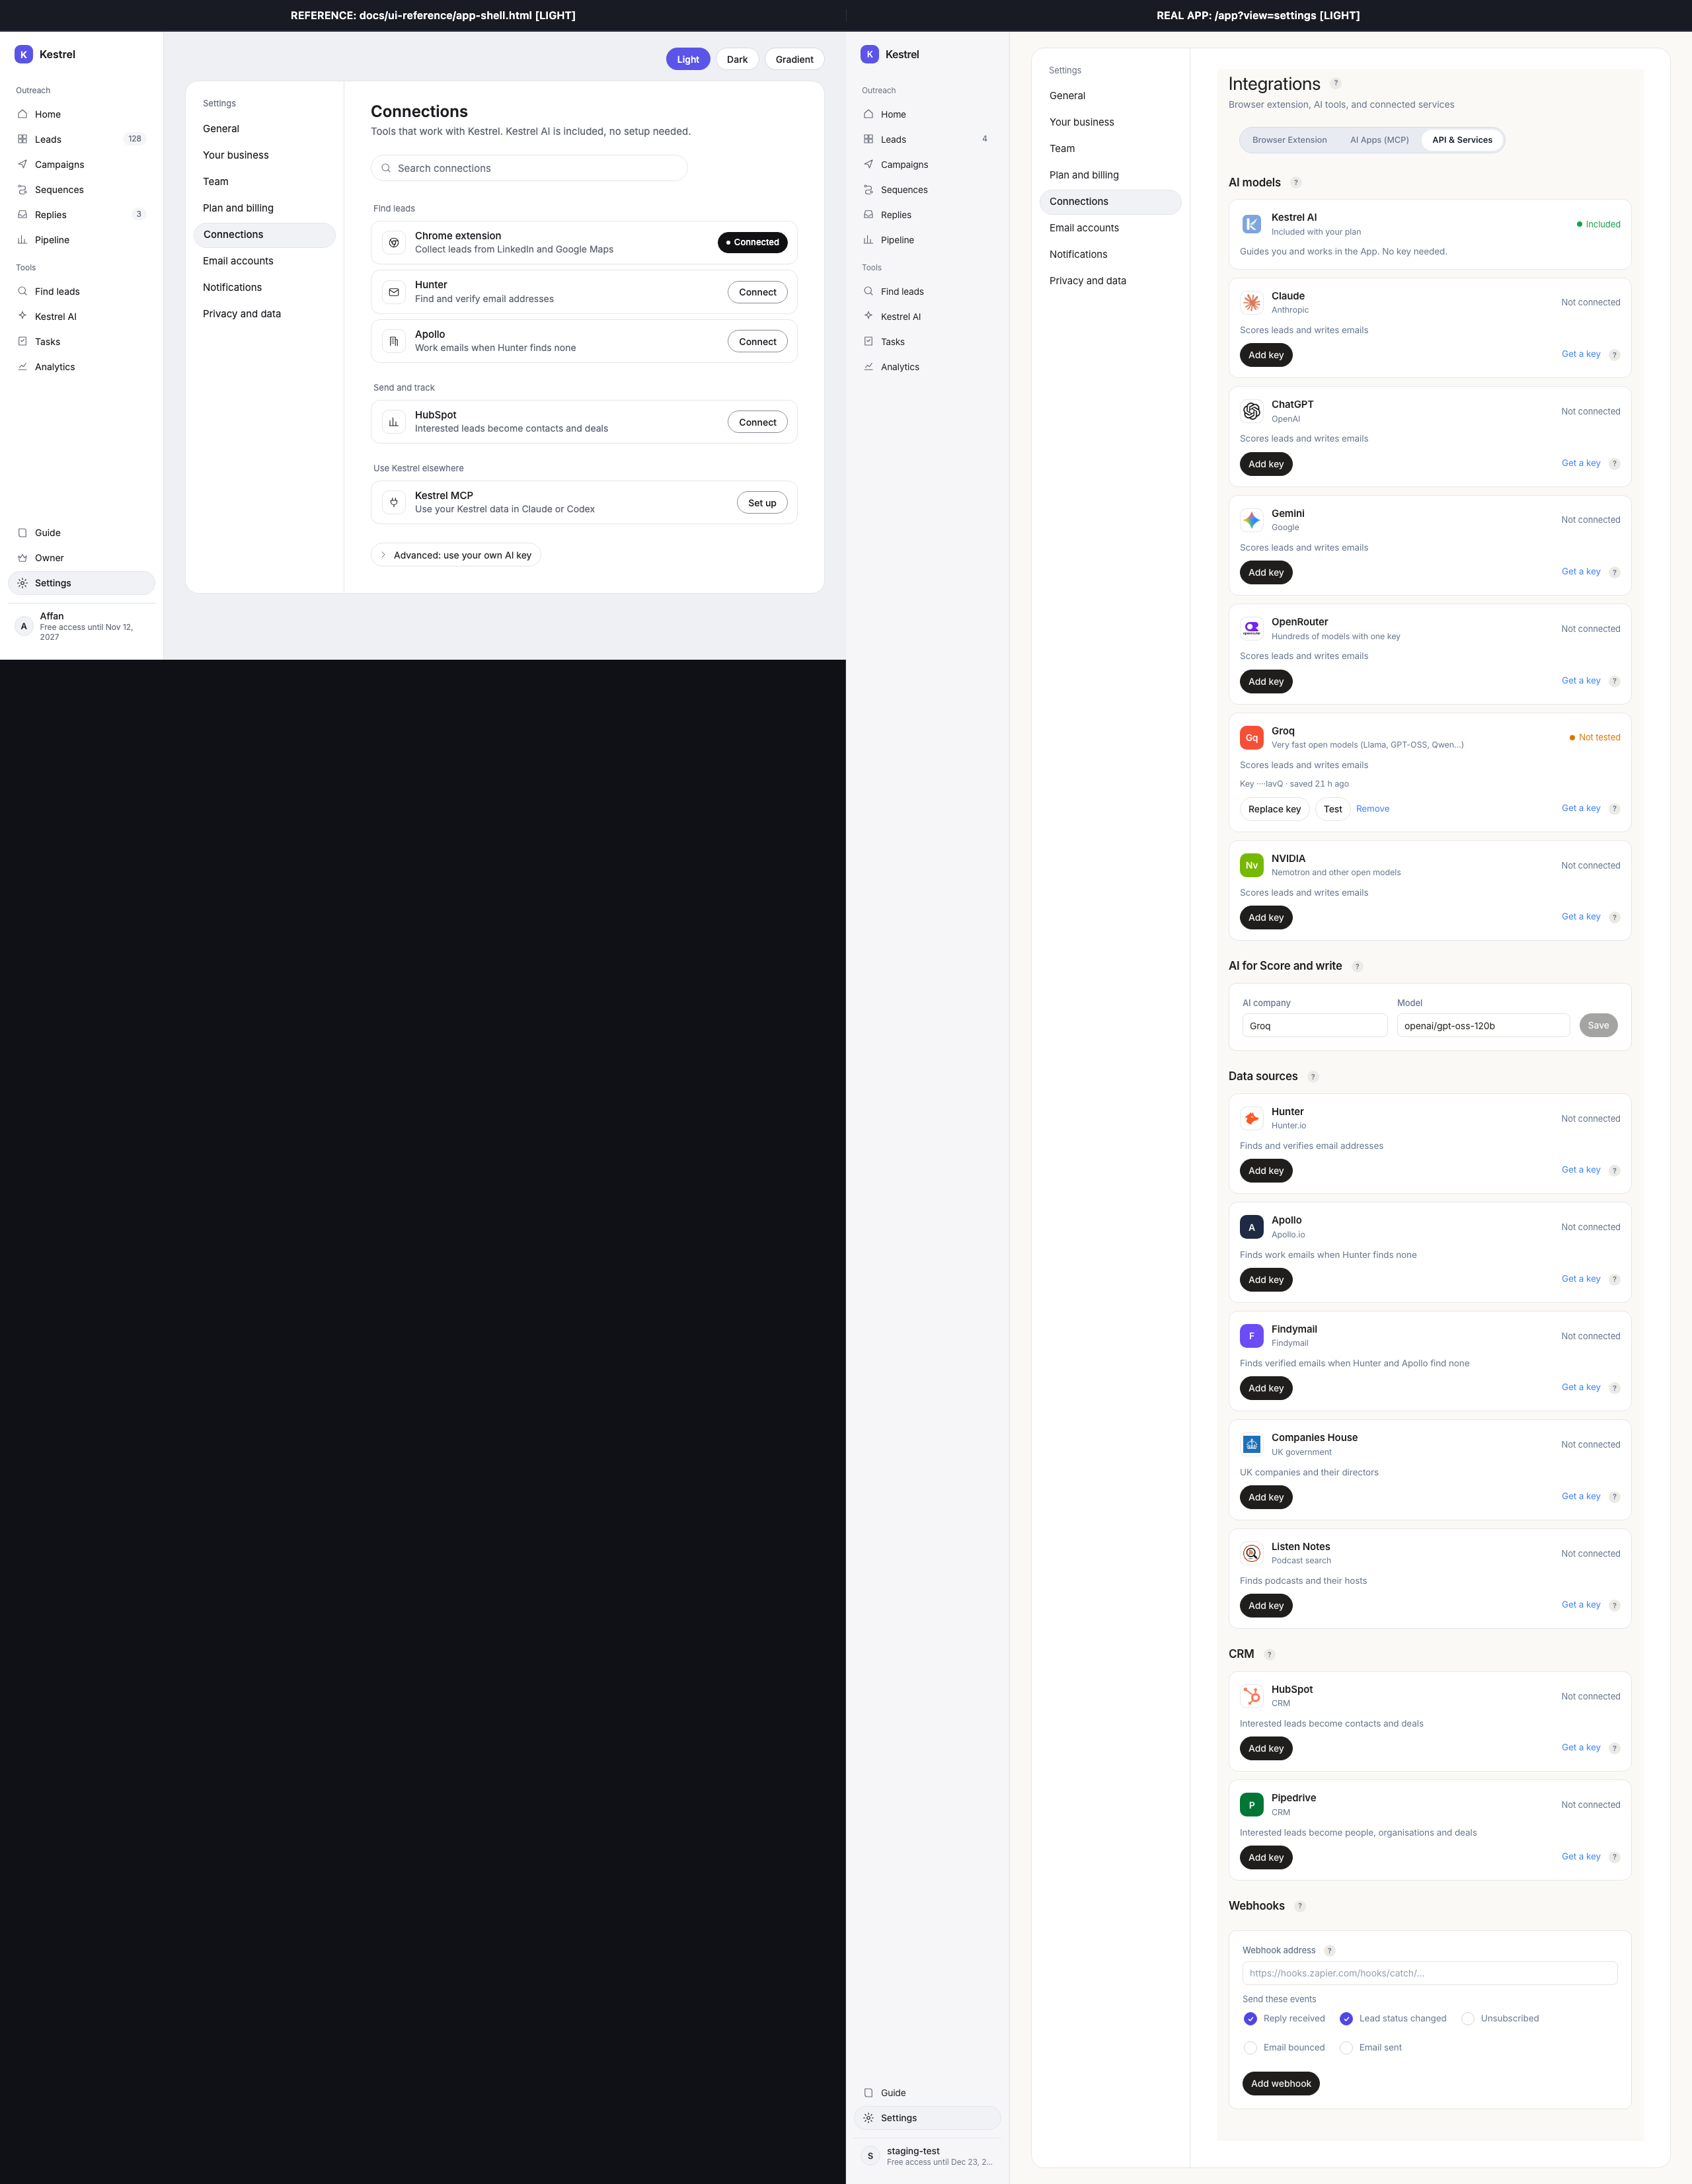 REFERENCE: docs/ui-reference/app-shell.html [LIGHT]
K Kestrel
Outreach
Home
Leads 128
Campaigns
Sequences
Replies 3
Pipeline
Tools
Find leads
Kestrel AI
Tasks
Analytics
Guide
Owner
Settings
A
Affan
Free access until Nov 12,
2027
Light Dark Gradient
Settings
General
Your business
Team
Plan and billing
Connections
Email accounts
Notifications
Privacy and data
Connections
Tools that work with Kestrel. Kestrel AI is included, no setup needed.
Search connections
Find leads
Chrome extension
Collect leads from LinkedIn and Google Maps
Connected
Hunter
Find and verify email addresses
Connect
Apollo
Work emails when Hunter finds none
Connect
Send and track
HubSpot
Interested leads become contacts and deals
Connect
Use Kestrel elsewhere
Kestrel MCP
Use your Kestrel data in Claude or Codex
Set up
Advanced: use your own AI key
REAL APP: /app?view=settings [LIGHT]
K Kestrel
Outreach
Home
Leads 4
Campaigns
Sequences
Replies
Pipeline
Tools
Find leads
Kestrel AI
Tasks
Analytics
Guide
Settings
S
staging-test
Free access until Dec 23, 2...
Settings
General
Your business
Team
Plan and billing
Connections
Email accounts
Notifications
Privacy and data
Integrations ?
Browser extension, AI tools, and connected services
Browser Extension AI Apps (MCP) API & Services
AI models ?
Kestrel AI
Included with your plan
Included
Guides you and works in the App. No key needed.
Claude
Anthropic
Not connected
Scores leads and writes emails
Add key Get a key ?
ChatGPT
OpenAI
Not connected
Scores leads and writes emails
Add key Get a key ?
Gemini
Google
Not connected
Scores leads and writes emails
Add key Get a key ?
OpenRouter
Hundreds of models with one key
Not connected
Scores leads and writes emails
Add key Get a key ?
Gq
Groq
Very fast open models (Llama, GPT-OSS, Qwen...)
Not tested
Scores leads and writes emails
Key ····lavQ · saved 21 h ago
Replace key Test Remove Get a key ?
Nv
NVIDIA
Nemotron and other open models
Not connected
Scores leads and writes emails
Add key Get a key ?
AI for Score and write ?
AI company Model
Groq openai/gpt-oss-120b Save
Data sources ?
Hunter
Hunter.io
Not connected
Finds and verifies email addresses
Add key Get a key ?
A
Apollo
Apollo.io
Not connected
Finds work emails when Hunter finds none
Add key Get a key ?
F
Findymail
Findymail
Not connected
Finds verified emails when Hunter and Apollo find none
Add key Get a key ?
Companies House
UK government
Not connected
UK companies and their directors
Add key Get a key ?
Listen Notes
Podcast search
Not connected
Finds podcasts and their hosts
Add key Get a key ?
CRM ?
HubSpot
CRM
Not connected
Interested leads become contacts and deals
Add key Get a key ?
P
Pipedrive
CRM
Not connected
Interested leads become people, organisations and deals
Add key Get a key ?
Webhooks ?
Webhook address ?
https://hooks.zapier.com/hooks/catch/...
Send these events
Reply received Lead status changed Unsubscribed
Email bounced Email sent
Add webhook